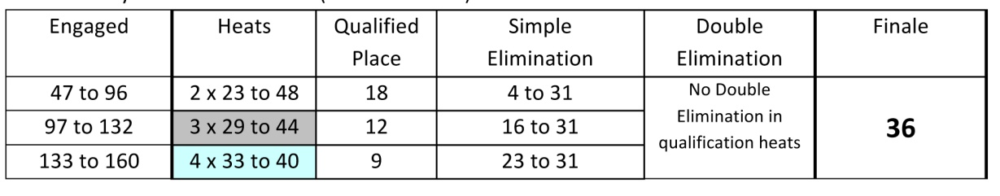 Engaged Heats Qualified Place Simple Elimination Double Elimination Finale
47 to 96 2 x 23 to 48 18 4 to 31 No Double Elimination in qualification heats 36
97 to 132 3 x 29 to 44 12 16 to 31
133 to 160 4 x 33 to 40 9 23 to 31